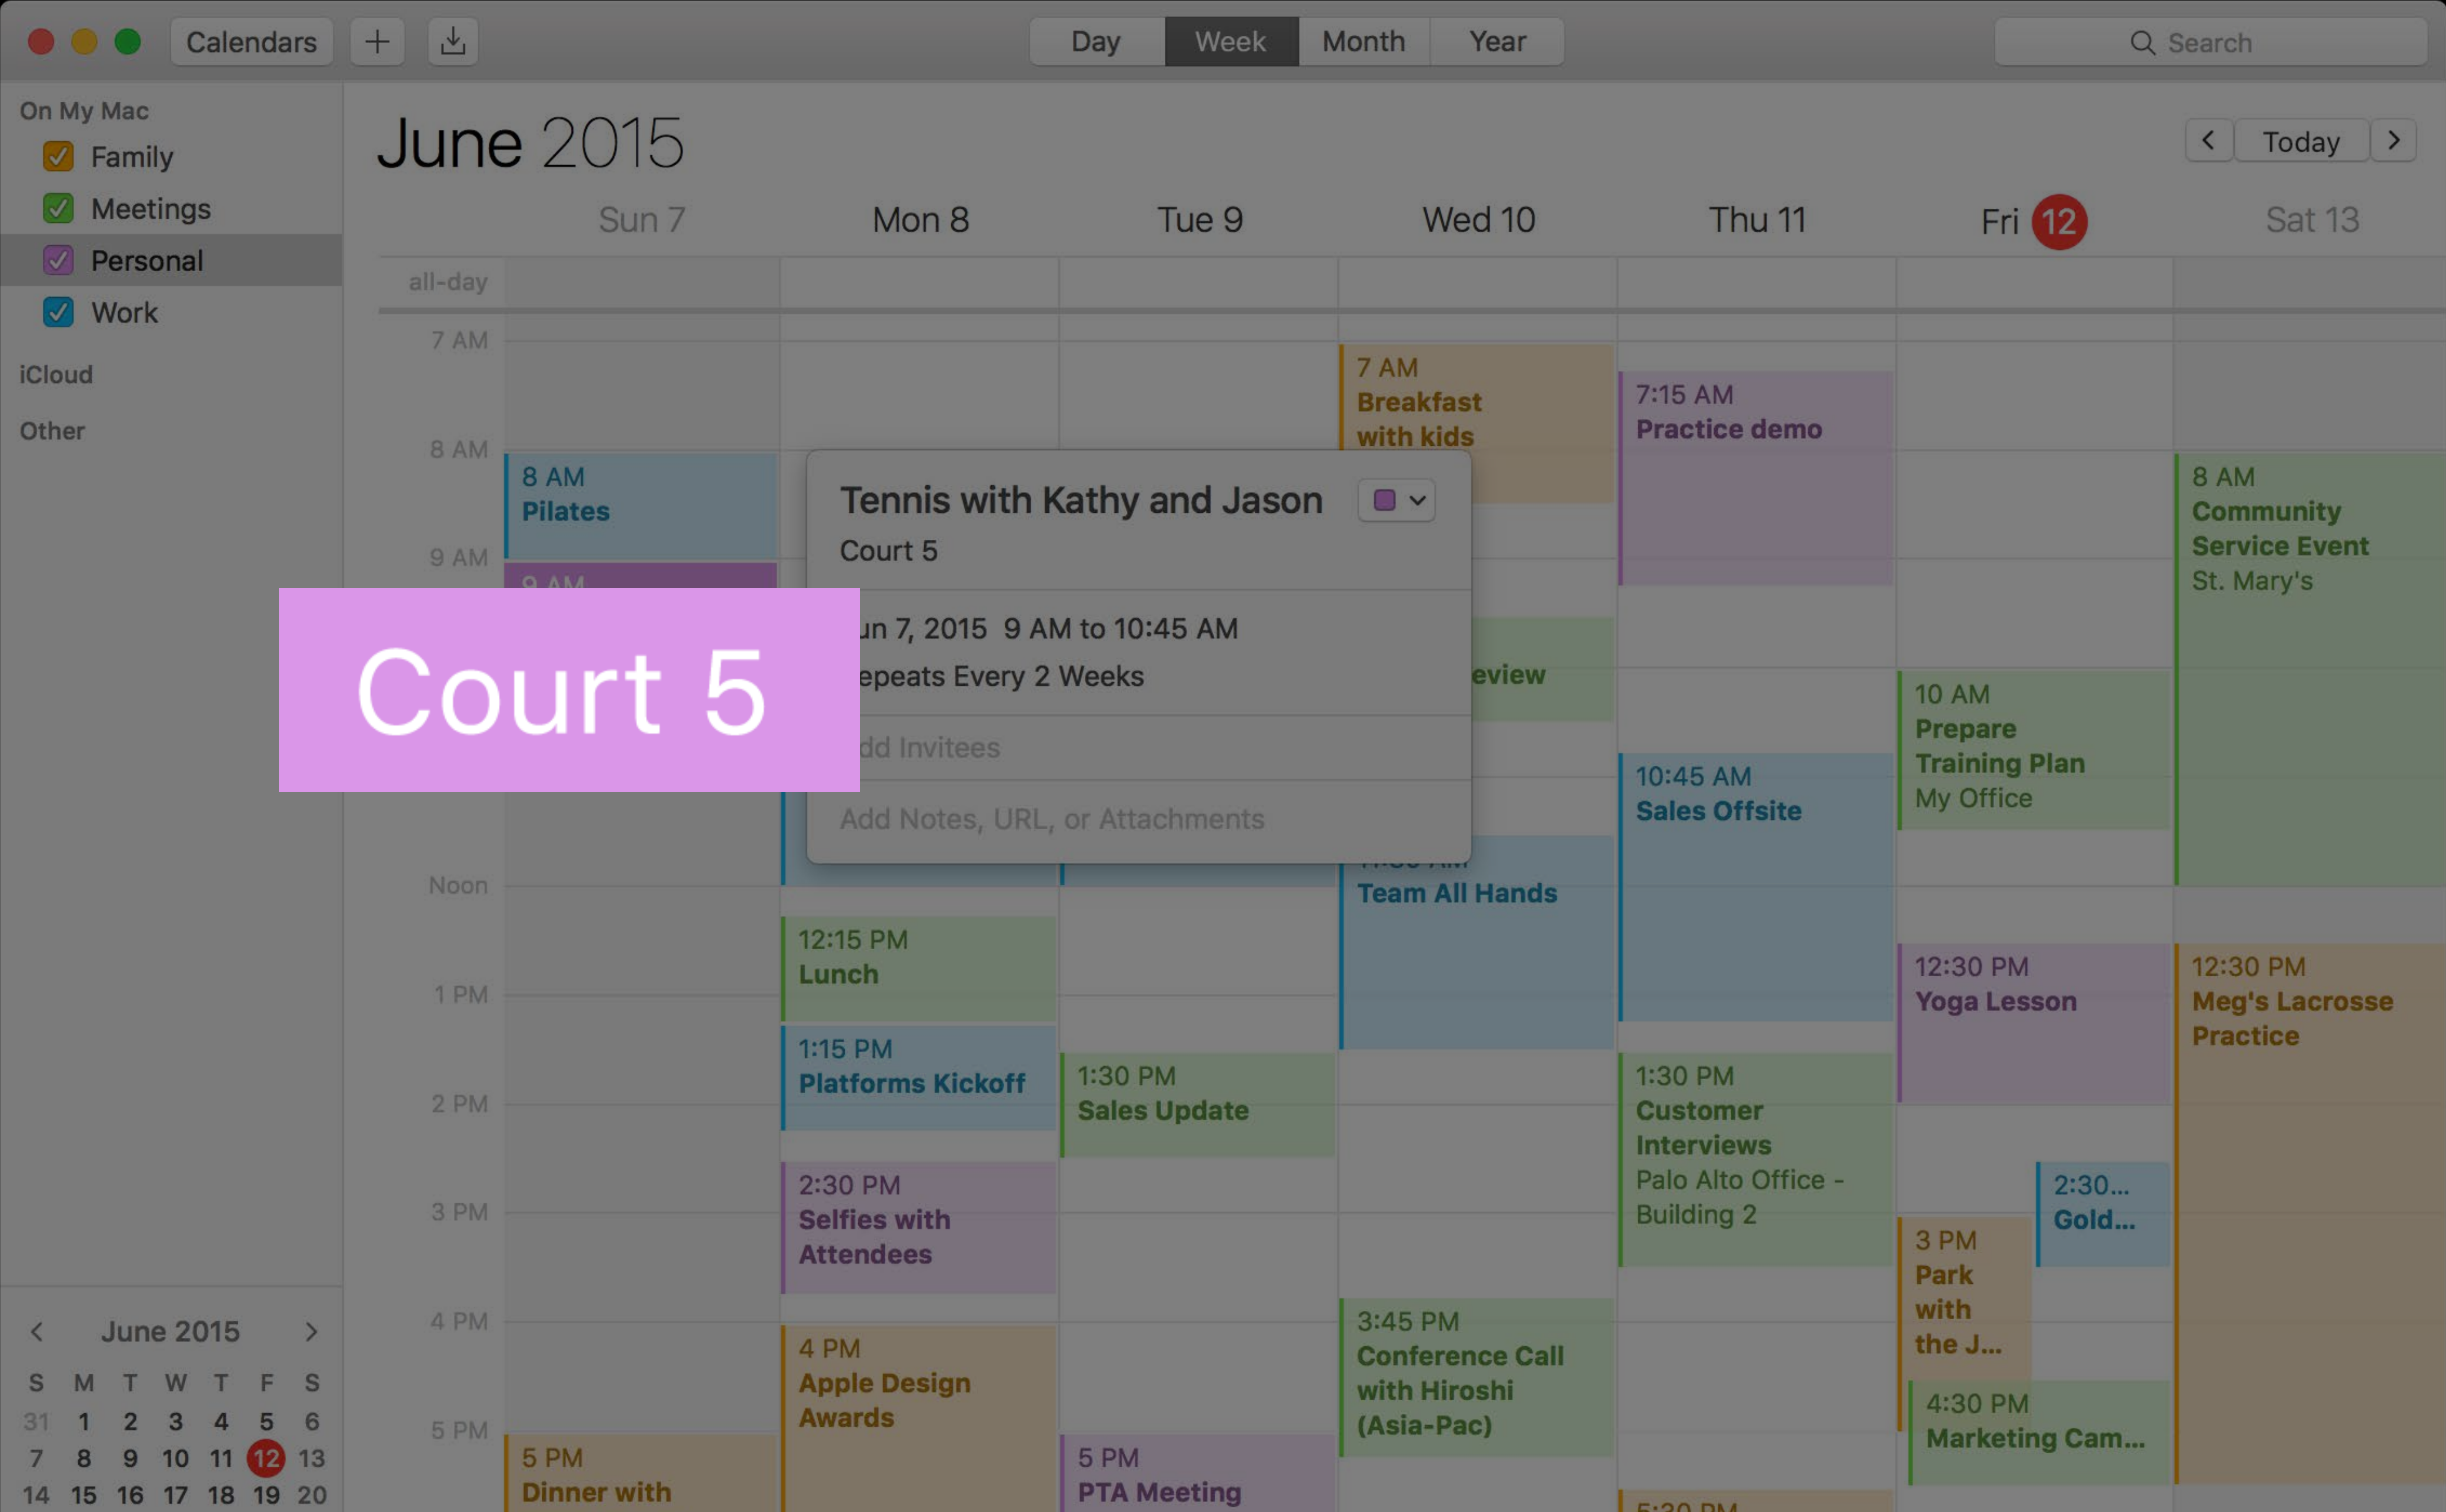 Calendars
Day
Week
Month
Year
Search
On My Mac
Family
Meetings
Personal
Work
iCloud
Other
June 2015
Today
Sun 7
Mon 8
Tue 9
Wed 10
Thu 11
Fri 12
Sat 13
all-day
7 AM
8 AM
9 AM
Noon
1 PM
2 PM
3 PM
4 PM
5 PM
8 AM
Pilates
9 AM
Court 5
5 PM
Dinner with
Tennis with Kathy and Jason
Court 5
7, 2015 9 AM to 10:45 AM
Every 2 Weeks
Invitees
Add Notes, URL, or Attachments
12:15 PM
Lunch
1:15 PM
Platforms Kickoff
2:30 PM
Selfies with
Attendees
4 PM
Apple Design
Awards
1:30 PM
Sales Update
5 PM
PTA Meeting
7 AM
Breakfast
with kids
eview
Team All Hands
3:45 PM
Conference Call
with Hiroshi
(Asia-Pac)
7:15 AM
Practice demo
10:45 AM
Sales Offsite
1:30 PM
Customer
Interviews
Palo Alto Office -
Building 2
5:30 PM
10 AM
Prepare
Training Plan
My Office
12:30 PM
Yoga Lesson
2:30...
Gold...
3 PM
Park
with
the J...
4:30 PM
Marketing Cam...
8 AM
Community
Service Event
St. Mary's
12:30 PM
Meg's Lacrosse
Practice
June 2015
S M T W T F S
31 1 2 3 4 5 6
7 8 9 10 11 12 13
14 15 16 17 18 19 20